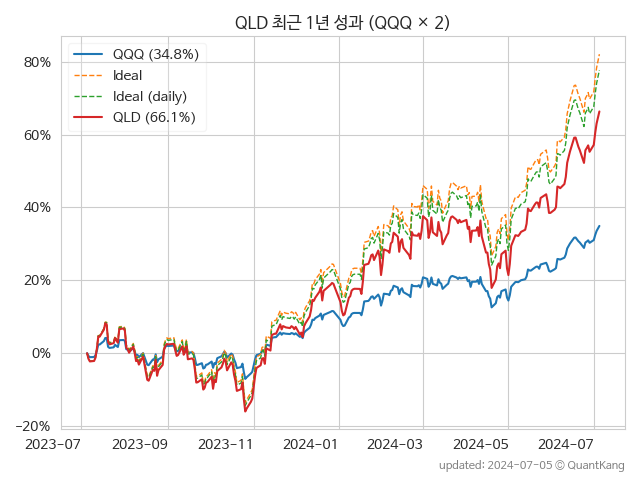 QLD 최근 1년 성과 (QQQ × 2)
QQQ (34.8%)
Ideal
Ideal (daily)
QLD (66.1%)
80%
60%
40%
20%
0%
−20%
2023-07 2023-09 2023-11 2024-01 2024-03 2024-05 2024-07
updated: 2024-07-05 © QuantKang